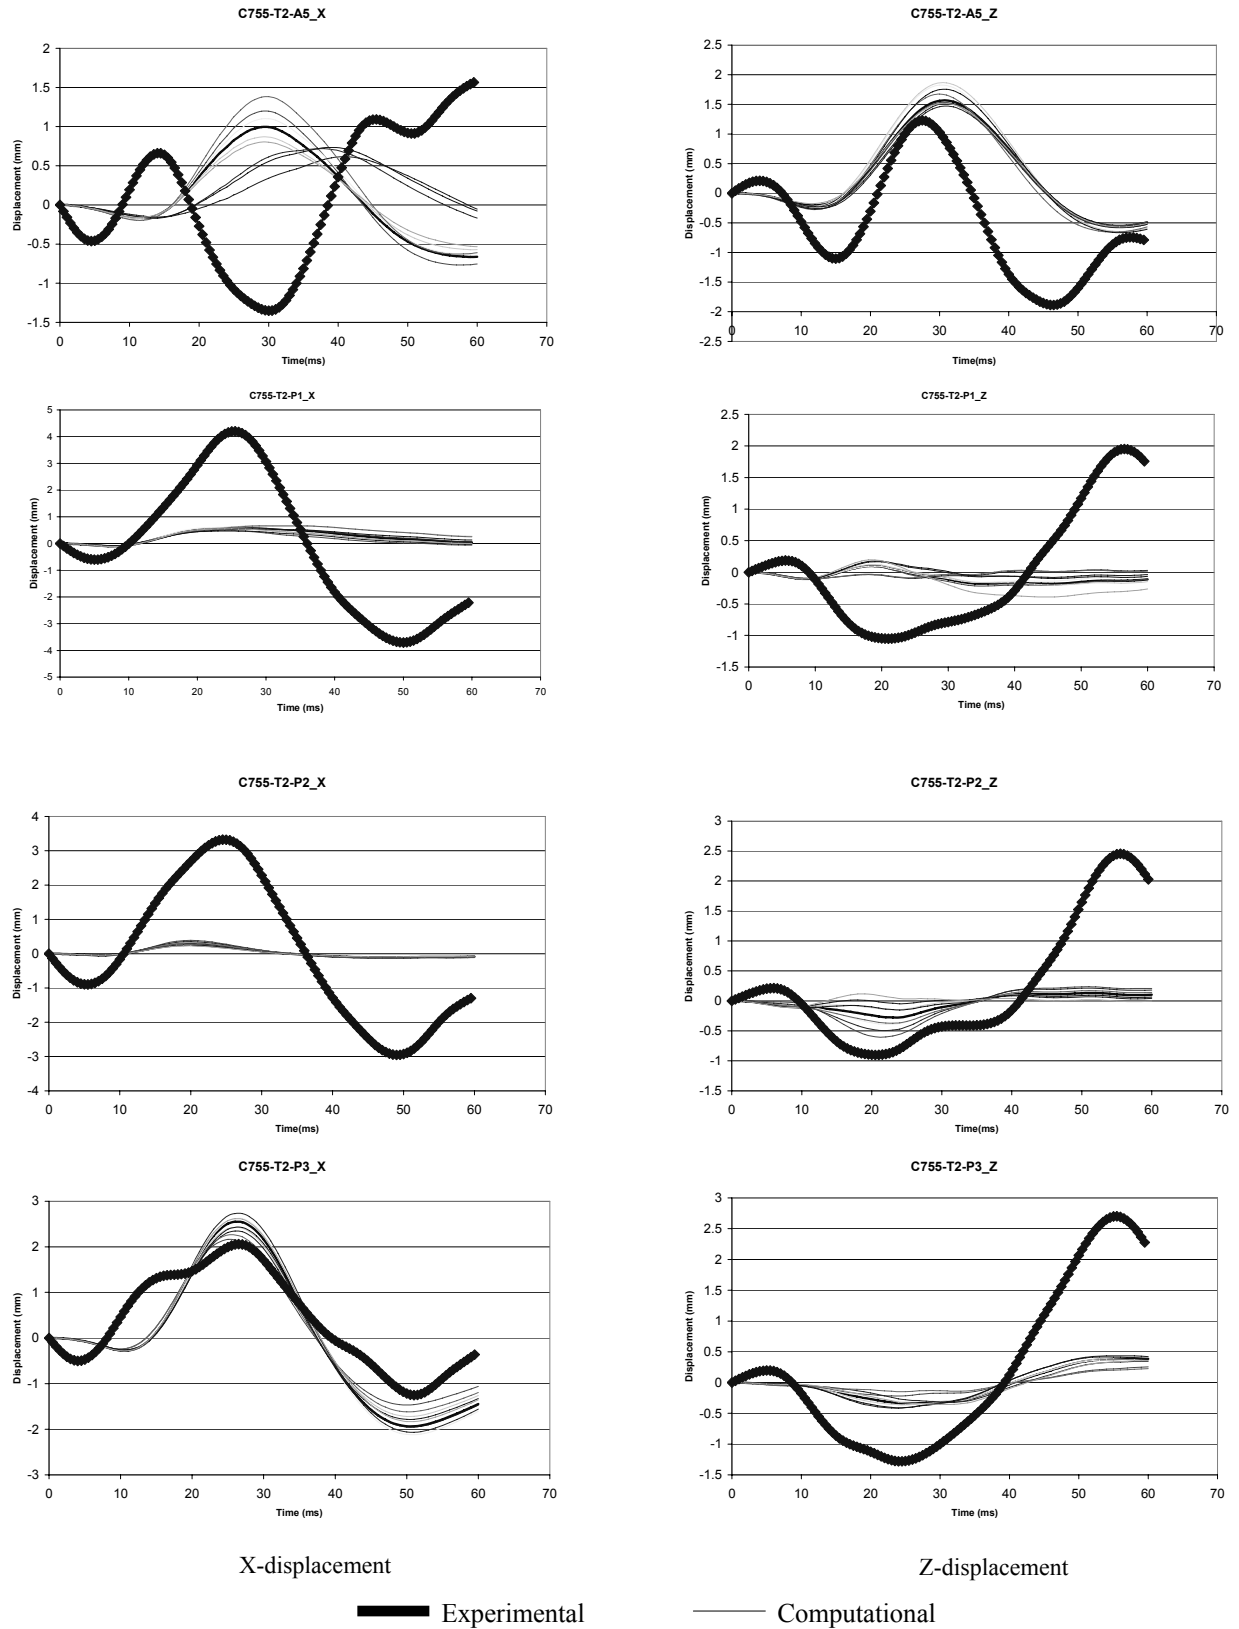 C755-T2-A5_X
2
1.5
1
0.5
0
-0.5
-1
-1.5
0 10 20 30 40 50 60 70
Displacement (mm)
Time(ms)
C755-T2-A5_Z
2.5
2
1.5
1
0.5
0
-0.5
-1
-1.5
-2
-2.5
0 10 20 30 40 50 60 70
Displacement (mm)
Time(ms)
C755-T2-P1_X
5
4
3
2
1
0
-1
-2
-3
-4
-5
0 10 20 30 40 50 60 70
Displacement (mm)
Time (ms)
C755-T2-P1_Z
2.5
2
1.5
1
0.5
0
-0.5
-1
-1.5
0 10 20 30 40 50 60 70
Displacement (mm)
Time (ms)
C755-T2-P2_X
4
3
2
1
0
-1
-2
-3
-4
0 10 20 30 40 50 60 70
Displacement (mm)
Time(ms)
C755-T2-P2_Z
3
2.5
2
1.5
1
0.5
0
-0.5
-1
-1.5
0 10 20 30 40 50 60 70
Displacement (mm)
Time(ms)
C755-T2-P3_X
3
2
1
0
-1
-2
-3
0 10 20 30 40 50 60 70
Displacement (mm)
Time (ms)
C755-T2-P3_Z
3
2.5
2
1.5
1
0.5
0
-0.5
-1
-1.5
0 10 20 30 40 50 60 70
Displacement (mm)
Time (ms)
X-displacement
Z-displacement
Experimental
Computational